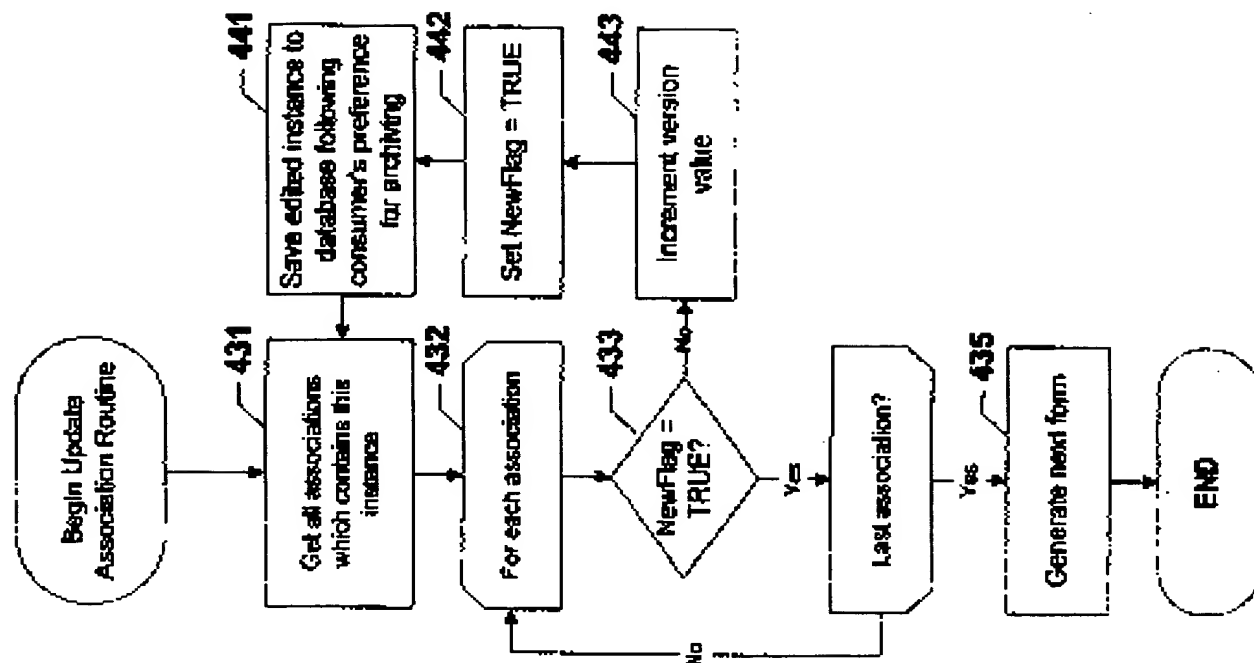 Begin Update
Association Routine
431
Get all associations
which contains this
instance
432
For each association
433
NewFlag =
TRUE?
No
Yes
Last association?
No
Yes
435
Generate next form
END
441
Save edited instance to
database following
consumer's preference
for archiving
442
Set NewFlag = TRUE
443
Increment version
value